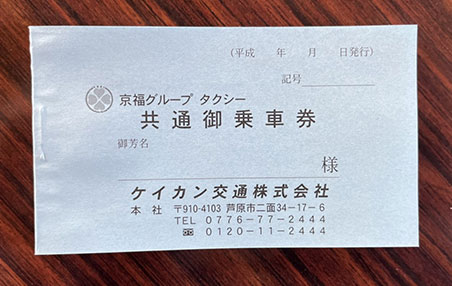 (平成　年　月　日発行)
記号
京福グループ タクシー
共通御乗車券
御芳名
様
ケイカン交通株式会社
本社 〒910-4103 芦原市二面34-17-6
TEL 0776-77-2444
0120-11-2444